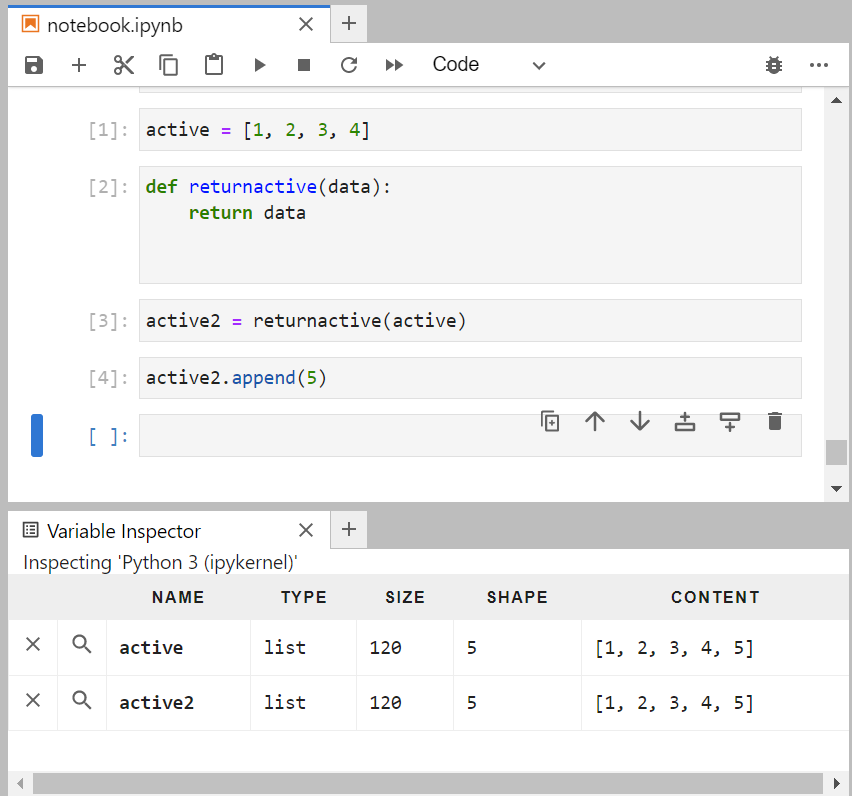 notebook.ipynb
Code
[1]: active = [1, 2, 3, 4]
[2]: def returnactive(data):
    return data
[3]: active2 = returnactive(active)
[4]: active2.append(5)
[ ]:
Variable Inspector
Inspecting 'Python 3 (ipykernel)'
NAME TYPE SIZE SHAPE CONTENT
active list 120 5 [1, 2, 3, 4, 5]
active2 list 120 5 [1, 2, 3, 4, 5]